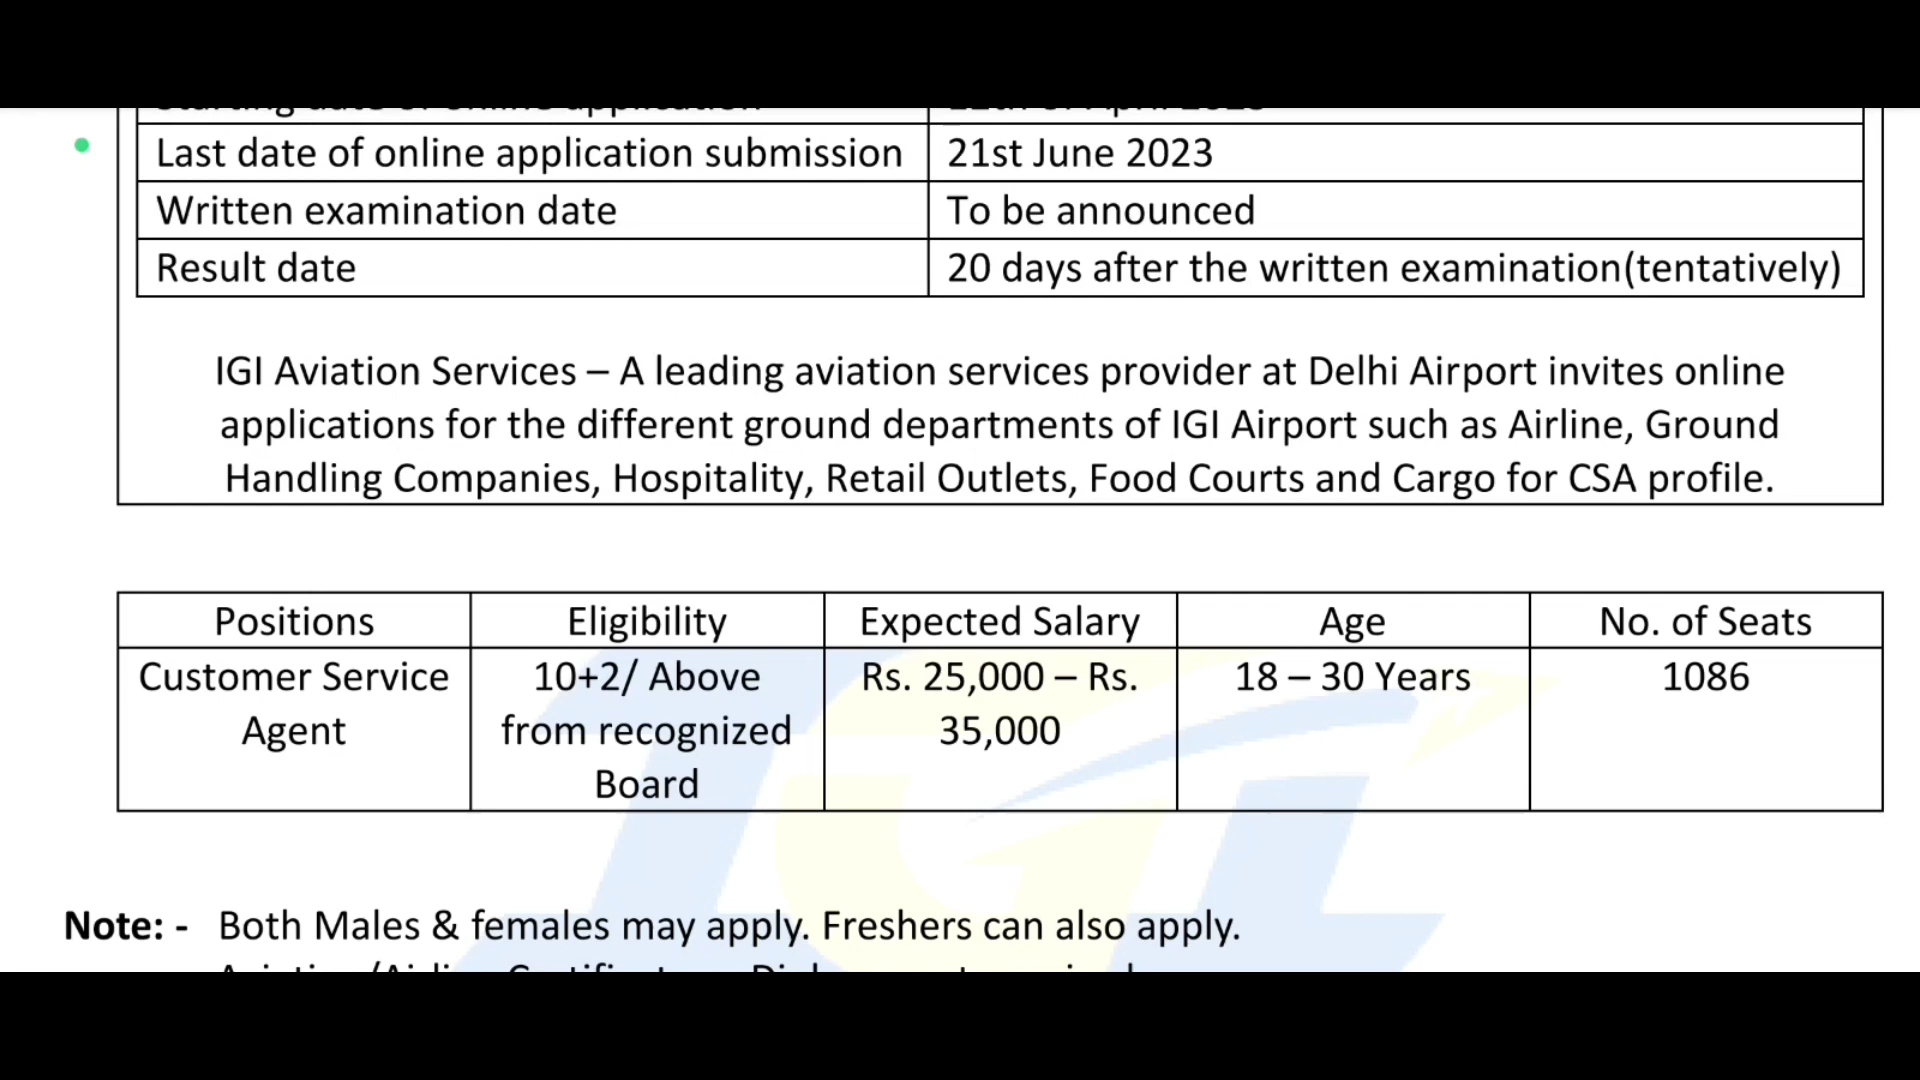 Last date of online application submission 21st June 2023
Written examination date To be announced
Result date 20 days after the written examination(tentatively)
IGI Aviation Services – A leading aviation services provider at Delhi Airport invites online
applications for the different ground departments of IGI Airport such as Airline, Ground
Handling Companies, Hospitality, Retail Outlets, Food Courts and Cargo for CSA profile.
Positions Eligibility Expected Salary Age No. of Seats
Customer Service 10+2/ Above Rs. 25,000 – Rs. 18 – 30 Years 1086
Agent from recognized 35,000
Board
Note: - Both Males & females may apply. Freshers can also apply.